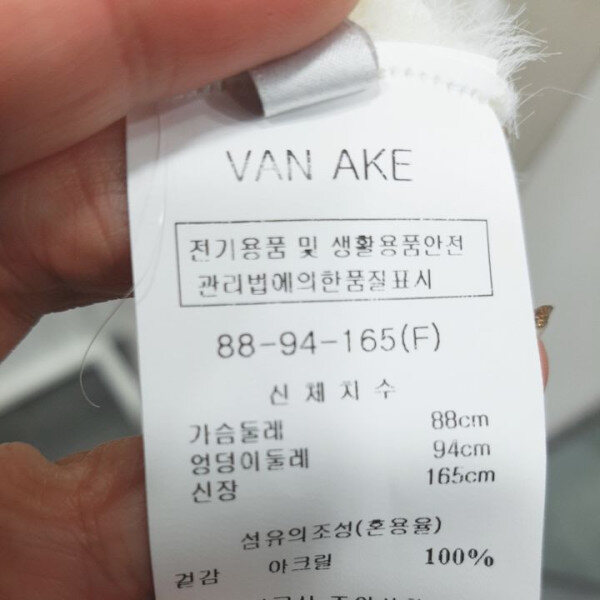 VAN AKE
전기용품 및 생활용품안전
관리법에의한품질표시
88-94-165(F)
신 체 치 수
가슴둘레 88cm
엉덩이둘레 94cm
신장 165cm
섬유의조성(혼용율)
겉감 아크릴 100%